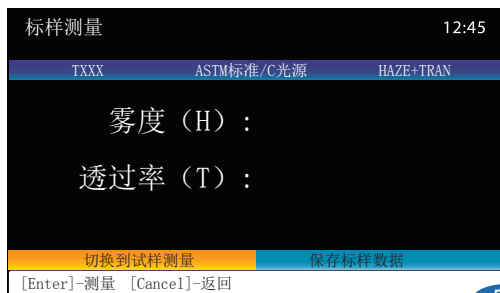 标样测量 12:45
TXXX ASTM标准/C光源 HAZE+TRAN
雾度（H）:
透过率（T）:
切换到试样测量 保存标样数据
[Enter]-测量 [Cancel]-返回